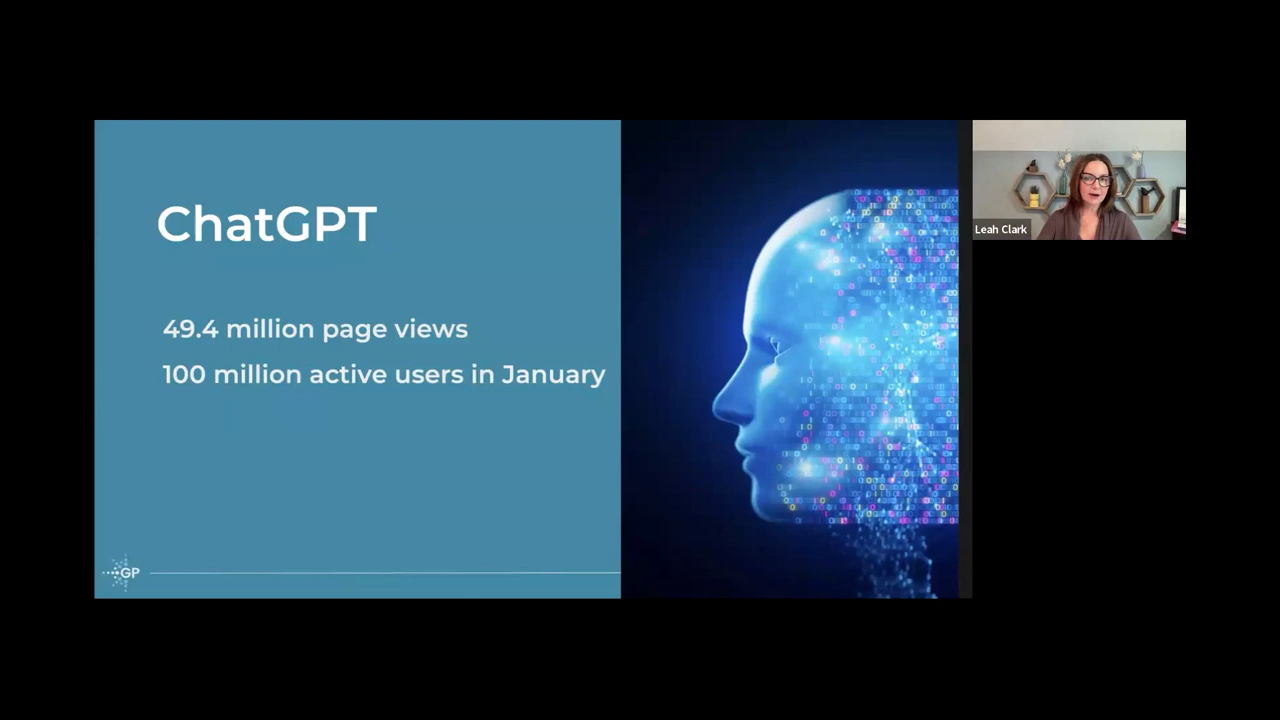 ChatGPT
49.4 million page views
100 million active users in January
GP
Leah Clark